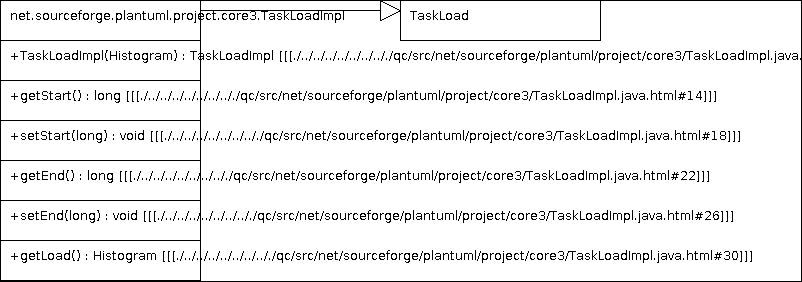 net.sourceforge.plantuml.project.core3.TaskLoadImpl
TaskLoad
+TaskLoadImpl(Histogram) : TaskLoadImpl [[[./../../../../../../../../qc/src/net/sourceforge/plantuml/project/core3/TaskLoadImpl.java.
+getStart() : long [[[./../../../../../../../../qc/src/net/sourceforge/plantuml/project/core3/TaskLoadImpl.java.html#14]]]
+setStart(long) : void [[[./../../../../../../../../qc/src/net/sourceforge/plantuml/project/core3/TaskLoadImpl.java.html#18]]]
+getEnd() : long [[[./../../../../../../../../qc/src/net/sourceforge/plantuml/project/core3/TaskLoadImpl.java.html#22]]]
+setEnd(long) : void [[[./../../../../../../../../qc/src/net/sourceforge/plantuml/project/core3/TaskLoadImpl.java.html#26]]]
+getLoad() : Histogram [[[./../../../../../../../../qc/src/net/sourceforge/plantuml/project/core3/TaskLoadImpl.java.html#30]]]